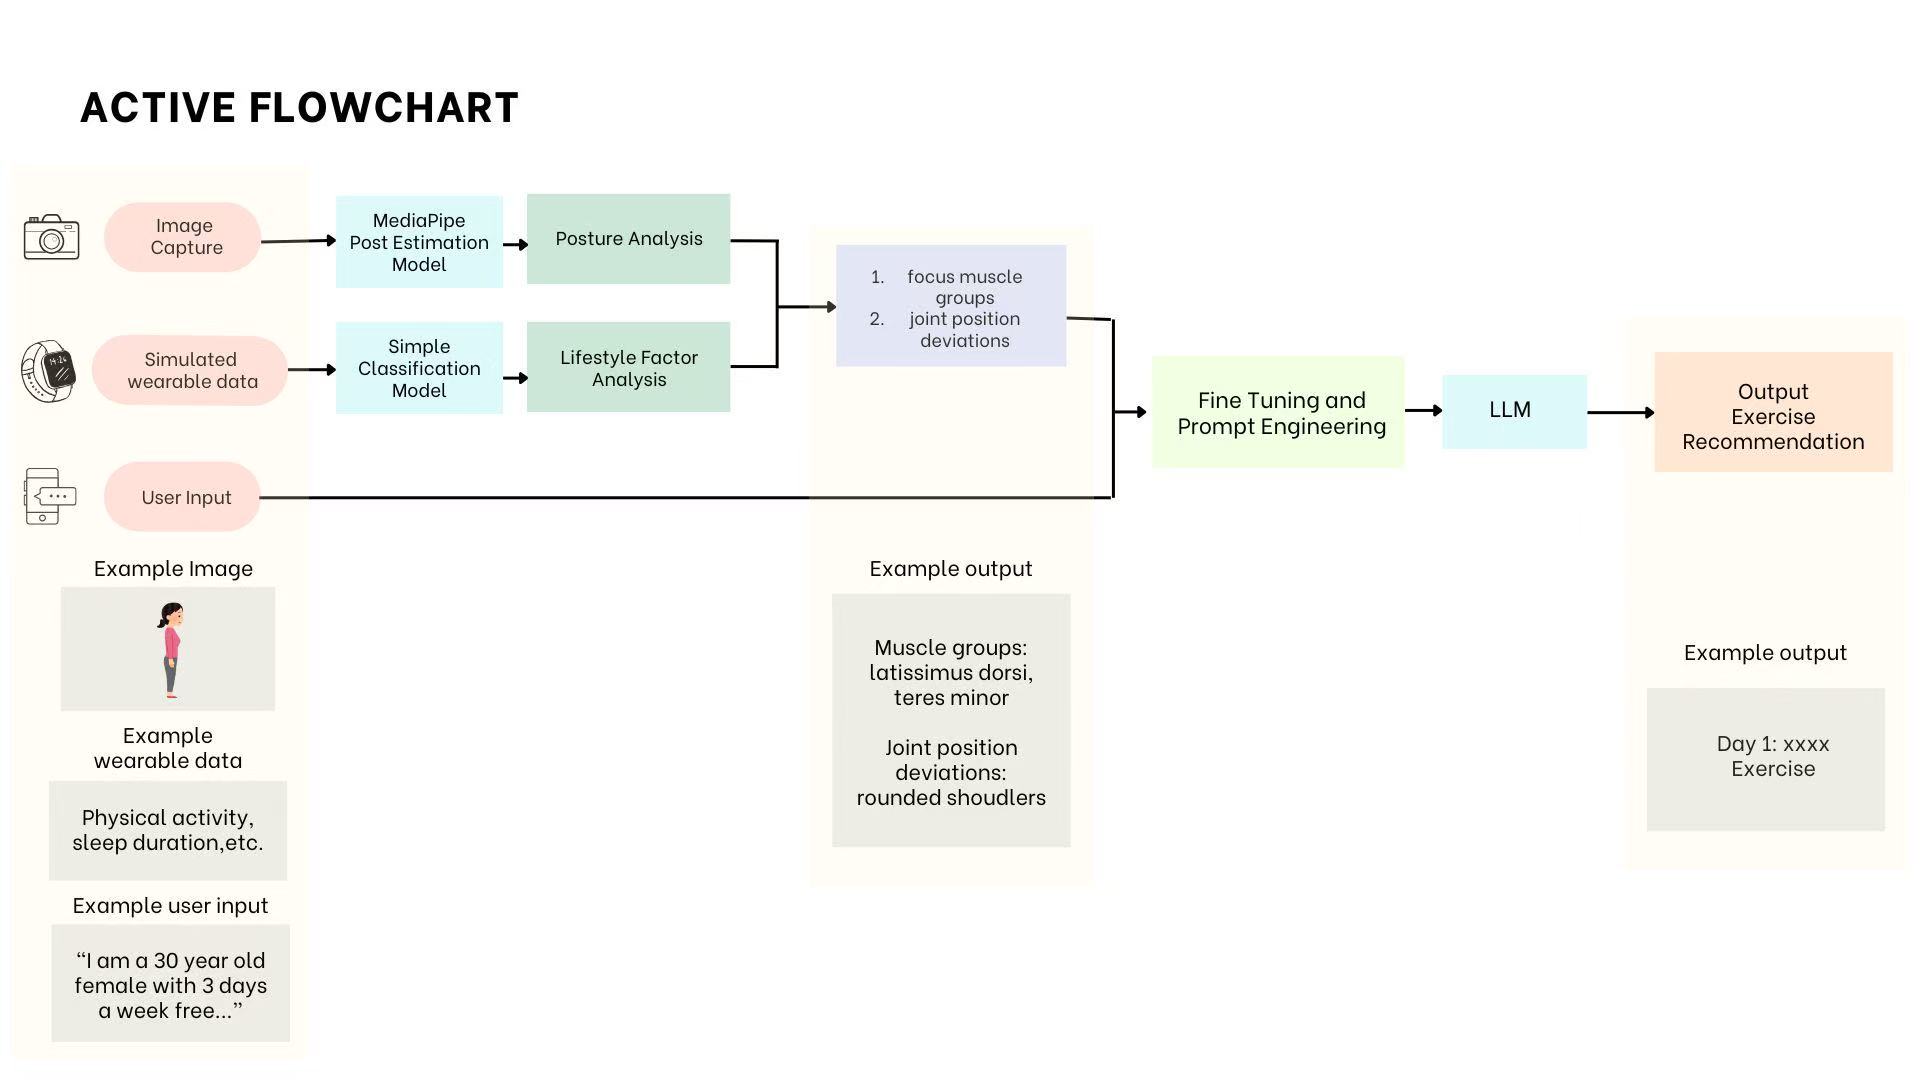 ACTIVE FLOWCHART
Image
Capture
MediaPipe
Post Estimation
Model
Posture Analysis
1. focus muscle
groups
2. joint position
deviations
14:26
Simulated
wearable data
Simple
Classification
Model
Lifestyle Factor
Analysis
Fine Tuning and
Prompt Engineering
LLM
Output
Exercise
Recommendation
User Input
Example Image
Example
wearable data
Physical activity,
sleep duration,etc.
Example user input
“I am a 30 year old
female with 3 days
a week free...”
Example output
Muscle groups:
latissimus dorsi,
teres minor
Joint position
deviations:
rounded shoudlers
Example output
Day 1: xxxx
Exercise